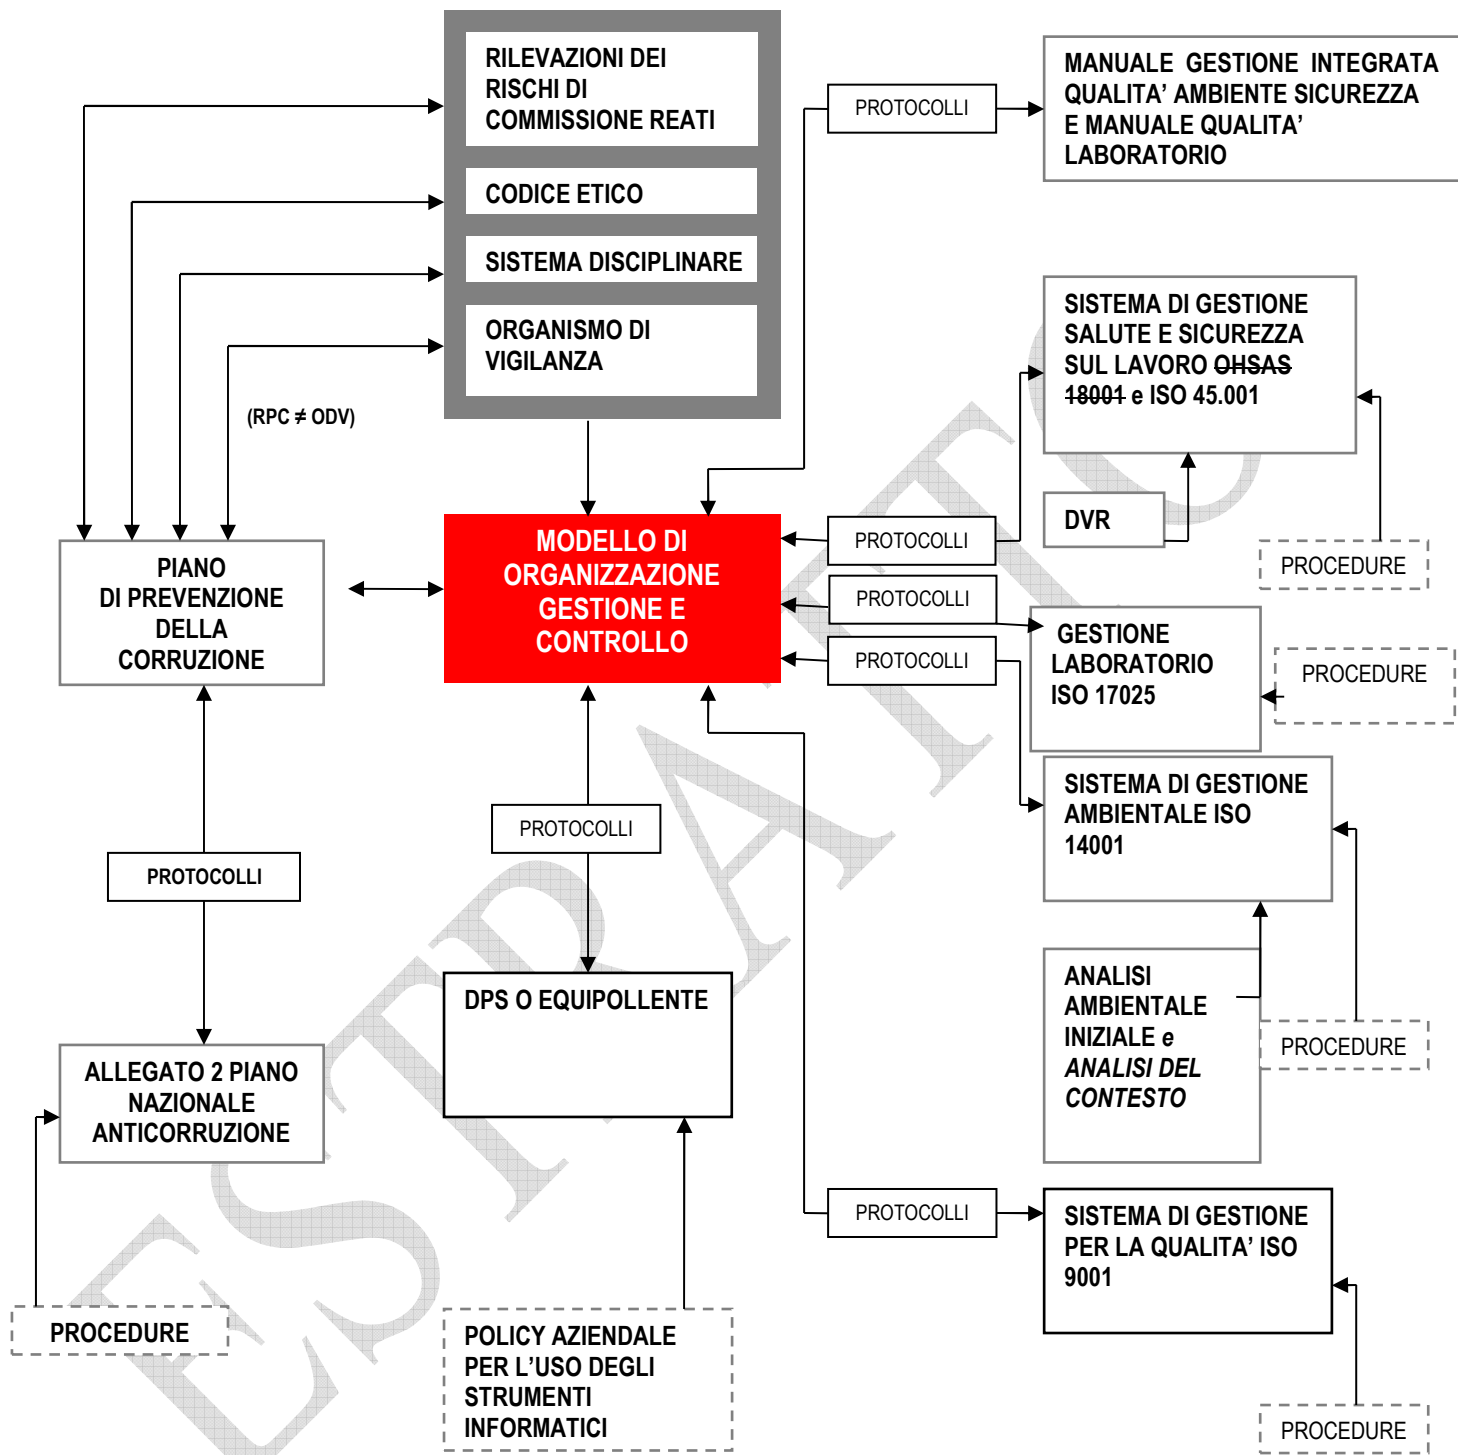 RILEVAZIONI DEI
RISCHI DI
COMMISSIONE REATI
CODICE ETICO
SISTEMA DISCIPLINARE
ORGANISMO DI
VIGILANZA
(RPC ≠ ODV)
PROTOCOLLI
MANUALE GESTIONE INTEGRATA
QUALITA’ AMBIENTE SICUREZZA
E MANUALE QUALITA’
LABORATORIO
SISTEMA DI GESTIONE
SALUTE E SICUREZZA
SUL LAVORO OHSAS
18001 e ISO 45.001
DVR
PROCEDURE
PIANO
DI PREVENZIONE
DELLA
CORRUZIONE
MODELLO DI
ORGANIZZAZIONE
GESTIONE E
CONTROLLO
PROTOCOLLI
PROTOCOLLI
PROTOCOLLI
GESTIONE
LABORATORIO
ISO 17025
PROCEDURE
SISTEMA DI GESTIONE
AMBIENTALE ISO
14001
PROTOCOLLI
PROTOCOLLI
DPS O EQUIPOLLENTE
ANALISI
AMBIENTALE
INIZIALE e
ANALISI DEL
CONTESTO
PROCEDURE
ALLEGATO 2 PIANO
NAZIONALE
ANTICORRUZIONE
PROTOCOLLI
SISTEMA DI GESTIONE
PER LA QUALITA’ ISO
9001
PROCEDURE
POLICY AZIENDALE
PER L’USO DEGLI
STRUMENTI
INFORMATICI
PROCEDURE
ESTRATTO